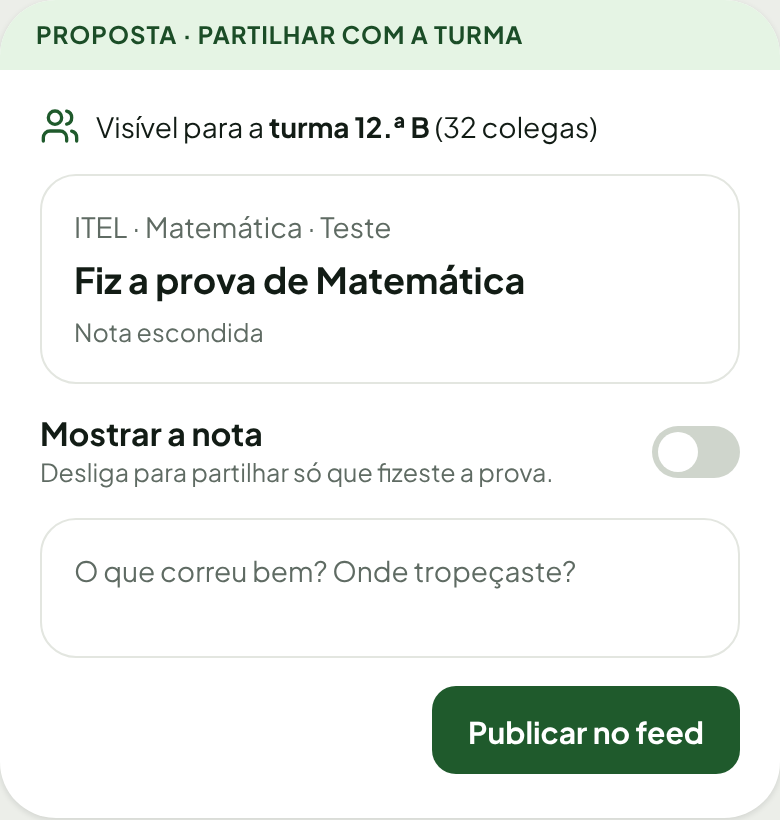 PROPOSTA · PARTILHAR COM A TURMA
Visível para a turma 12.ª B (32 colegas)
ITEL · Matemática · Teste
Fiz a prova de Matemática
Nota escondida
Mostrar a nota
Desliga para partilhar só que fizeste a prova.
O que correu bem? Onde tropeçaste?
Publicar no feed